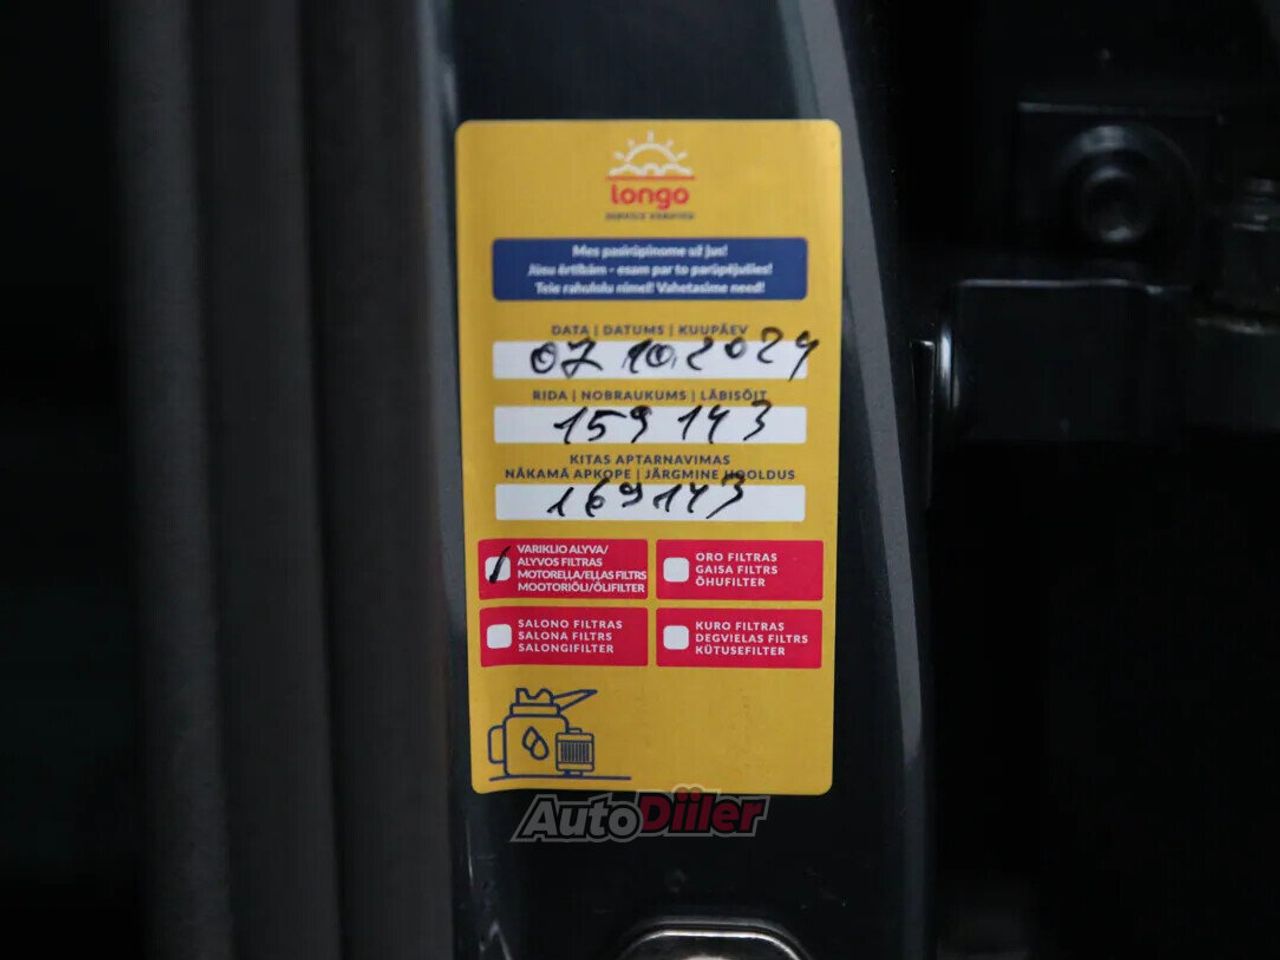 longo
Mes pasirūpinome už jus!
Jūsu ērtībām - esam par to parūpējušies!
Teie rahulolu nimel! Vahetasime need!
DATA | DATUMS | KUUPÄEV
07.10.2024
RIDA | NOBRAUKUMS | LÄBISÕIT
159 143
KITAS APTARNAVIMAS
NĀKAMĀ APKOPE | JÄRGMINE HOOLDUS
169143
VARIKLIO ALYVA/
ALYVOS FILTRAS
MOTOREĻĻA/EĻĻAS FILTRS
MOOTORIÕLI/ÕLIFILTER
ORO FILTRAS
GAISA FILTRS
ÕHUFILTER
SALONO FILTRAS
SALONA FILTRS
SALONGIFILTER
KURO FILTRAS
DEGVIELAS FILTRS
KÜTUSEFILTER
AutoDiiler